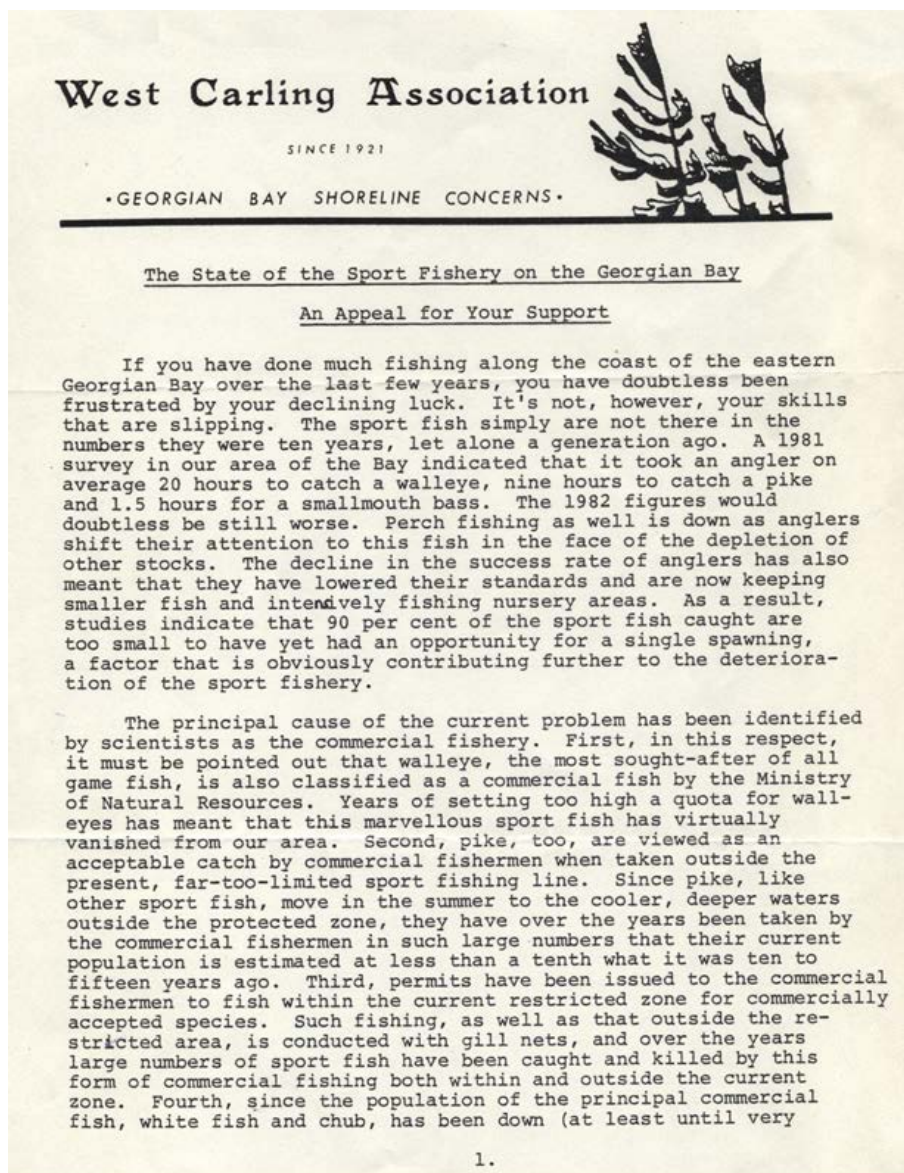 West Carling Association
SINCE 1921
•GEORGIAN BAY SHORELINE CONCERNS•
The State of the Sport Fishery on the Georgian Bay
An Appeal for Your Support
If you have done much fishing along the coast of the eastern
Georgian Bay over the last few years, you have doubtless been
frustrated by your declining luck. It's not, however, your skills
that are slipping. The sport fish simply are not there in the
numbers they were ten years, let alone a generation ago. A 1981
survey in our area of the Bay indicated that it took an angler on
average 20 hours to catch a walleye, nine hours to catch a pike
and 1.5 hours for a smallmouth bass. The 1982 figures would
doubtless be still worse. Perch fishing as well is down as anglers
shift their attention to this fish in the face of the depletion of
other stocks. The decline in the success rate of anglers has also
meant that they have lowered their standards and are now keeping
smaller fish and intensively fishing nursery areas. As a result,
studies indicate that 90 per cent of the sport fish caught are
too small to have yet had an opportunity for a single spawning,
a factor that is obviously contributing further to the deteriora-
tion of the sport fishery.
The principal cause of the current problem has been identified
by scientists as the commercial fishery. First, in this respect,
it must be pointed out that walleye, the most sought-after of all
game fish, is also classified as a commercial fish by the Ministry
of Natural Resources. Years of setting too high a quota for wall-
eyes has meant that this marvellous sport fish has virtually
vanished from our area. Second, pike, too, are viewed as an
acceptable catch by commercial fishermen when taken outside the
present, far-too-limited sport fishing line. Since pike, like
other sport fish, move in the summer to the cooler, deeper waters
outside the protected zone, they have over the years been taken by
the commercial fishermen in such large numbers that their current
population is estimated at less than a tenth what it was ten to
fifteen years ago. Third, permits have been issued to the commercial
fishermen to fish within the current restricted zone for commercially
accepted species. Such fishing, as well as that outside the re-
stricted area, is conducted with gill nets, and over the years
large numbers of sport fish have been caught and killed by this
form of commercial fishing both within and outside the current
zone. Fourth, since the population of the principal commercial
fish, white fish and chub, has been down (at least until very
1.